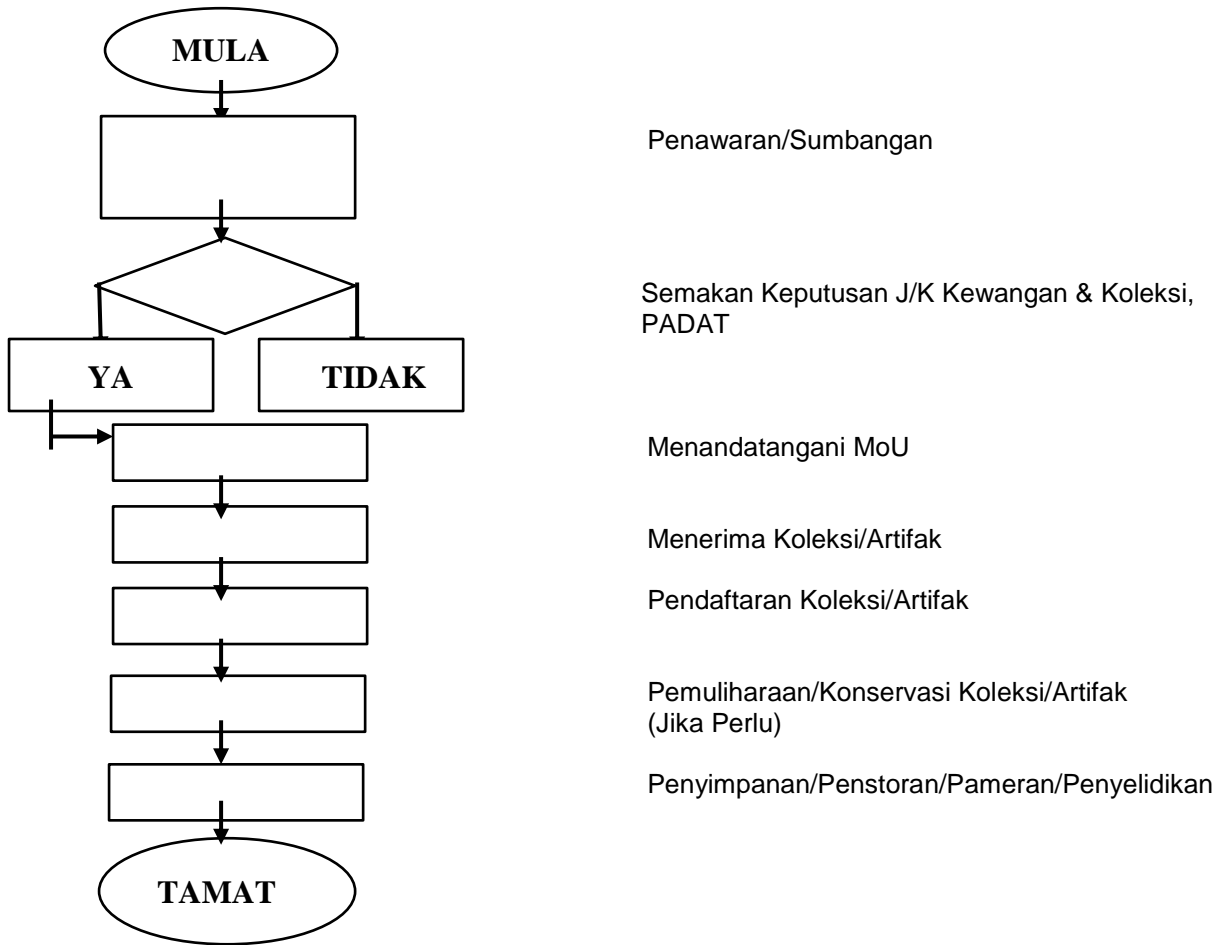 MULA
Penawaran/Sumbangan
Semakan Keputusan J/K Kewangan & Koleksi,
PADAT
YA
TIDAK
Menandatangani MoU
Menerima Koleksi/Artifak
Pendaftaran Koleksi/Artifak
Pemuliharaan/Konservasi Koleksi/Artifak
(Jika Perlu)
Penyimpanan/Penstoran/Pameran/Penyelidikan
TAMAT